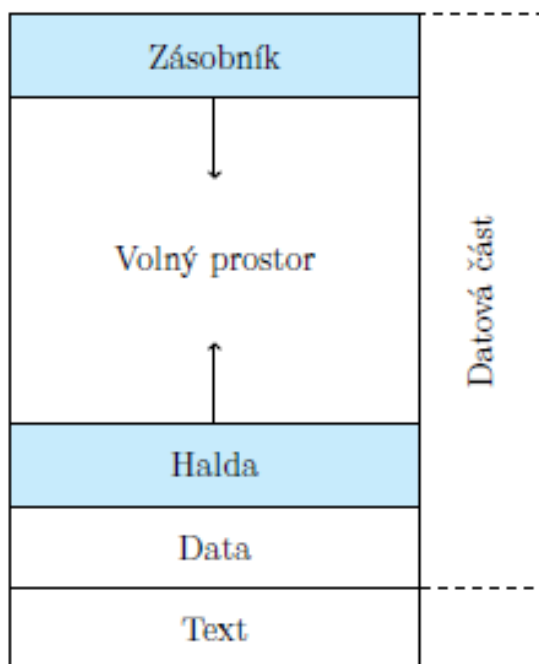 Zásobník
Volný prostor
Datová část
Halda
Data
Text